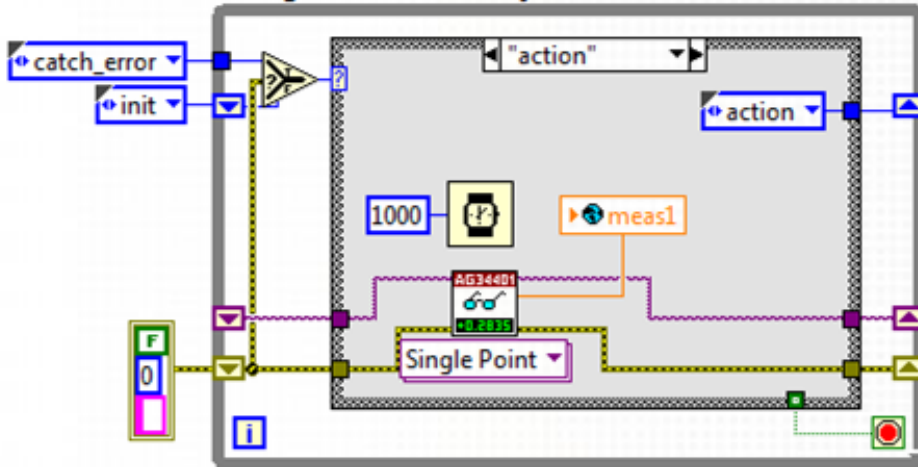 "action"
catch_error
init
action
?
T
F
?
1000
meas1
AG34401
+0.2835
Single Point
F
0
i